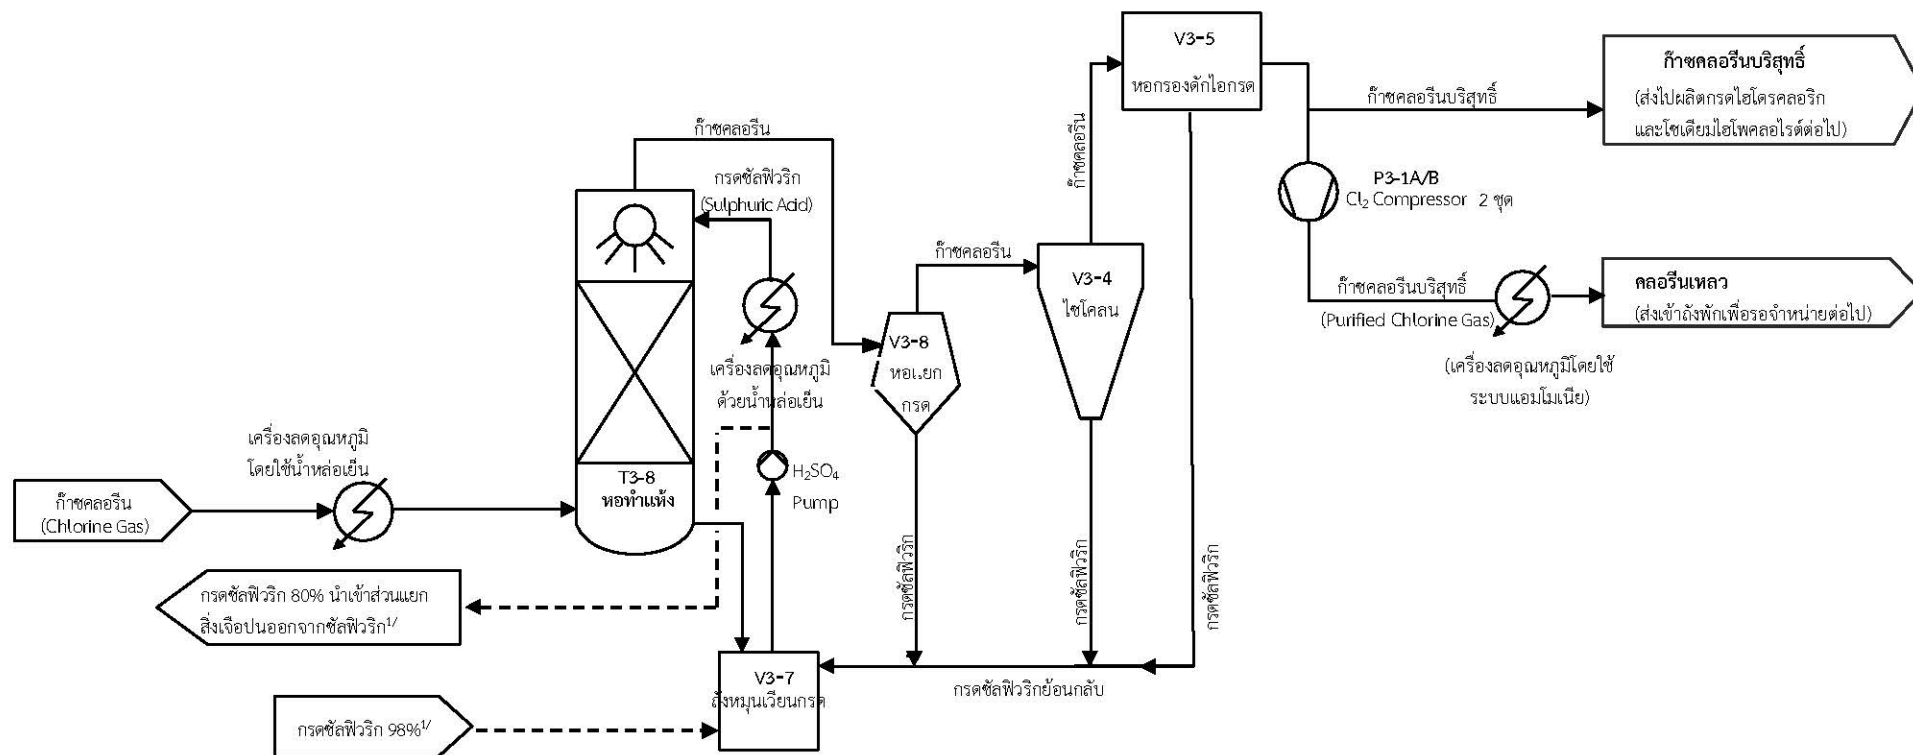 V3-5
หอกรองดักไอกรด
ก๊าซคลอรีนบริสุทธิ์
(ส่งไปผลิตกรดไฮโดรคลอริก
และโซเดียมไฮโพคลอไรต์ต่อไป)
ก๊าซคลอรีนบริสุทธิ์
ก๊าซคลอรีน
ก๊าซคลอรีน
กรดซัลฟิวริก
(Sulphuric Acid)
P3-1A/B
Cl₂ Compressor 2 ชุด
ก๊าซคลอรีน
V3-4
ไซโคลน
ก๊าซคลอรีนบริสุทธิ์
(Purified Chlorine Gas)
คลอรีนเหลว
(ส่งเข้าถังพักเพื่อรอจำหน่ายต่อไป)
V3-8
หอแยก
กรด
เครื่องลดอุณหภูมิ
ด้วยน้ำหล่อเย็น
(เครื่องลดอุณหภูมิโดยใช้
ระบบแอมโมเนีย)
เครื่องลดอุณหภูมิ
โดยใช้น้ำหล่อเย็น
T3-8
หอทำแห้ง
H₂SO₄
Pump
ก๊าซคลอรีน
(Chlorine Gas)
กรดซัลฟิวริก
กรดซัลฟิวริก
กรดซัลฟิวริก
กรดซัลฟิวริก 80% นำเข้าส่วนแยก
สิ่งเจือปนออกจากซัลฟิวริก¹/
V3-7
ถังหมุนเวียนกรด
กรดซัลฟิวริกย้อนกลับ
กรดซัลฟิวริก 98%¹/